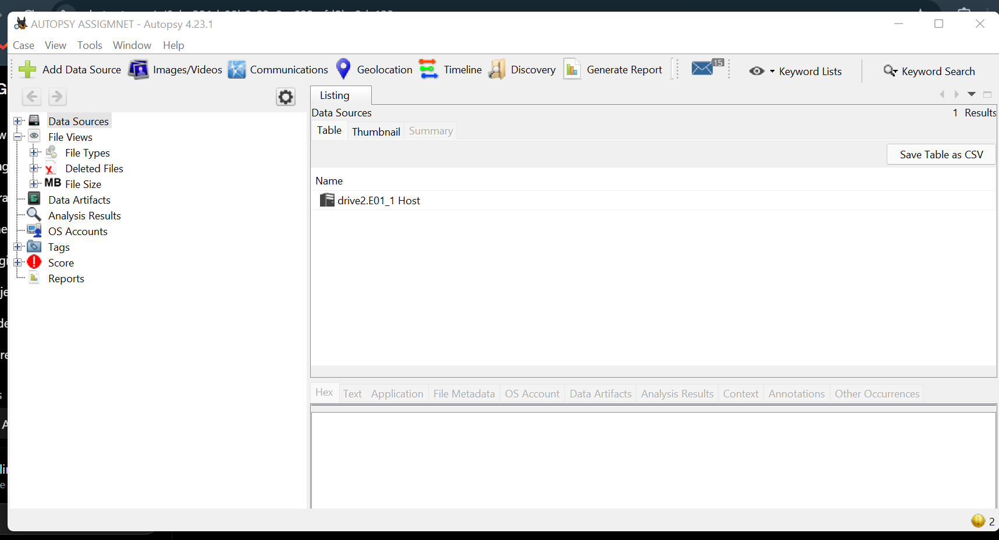 AUTOPSY ASSIGMNET - Autopsy 4.23.1
Case View Tools Window Help
Add Data Source Images/Videos Communications Geolocation Timeline Discovery Generate Report 15 Keyword Lists Keyword Search
Listing
Data Sources 1 Results
Table Thumbnail Summary
Save Table as CSV
Name
drive2.E01_1 Host
Data Sources
File Views
File Types
Deleted Files
MB File Size
Data Artifacts
Analysis Results
OS Accounts
Tags
Score
Reports
Hex Text Application File Metadata OS Account Data Artifacts Analysis Results Context Annotations Other Occurrences
2